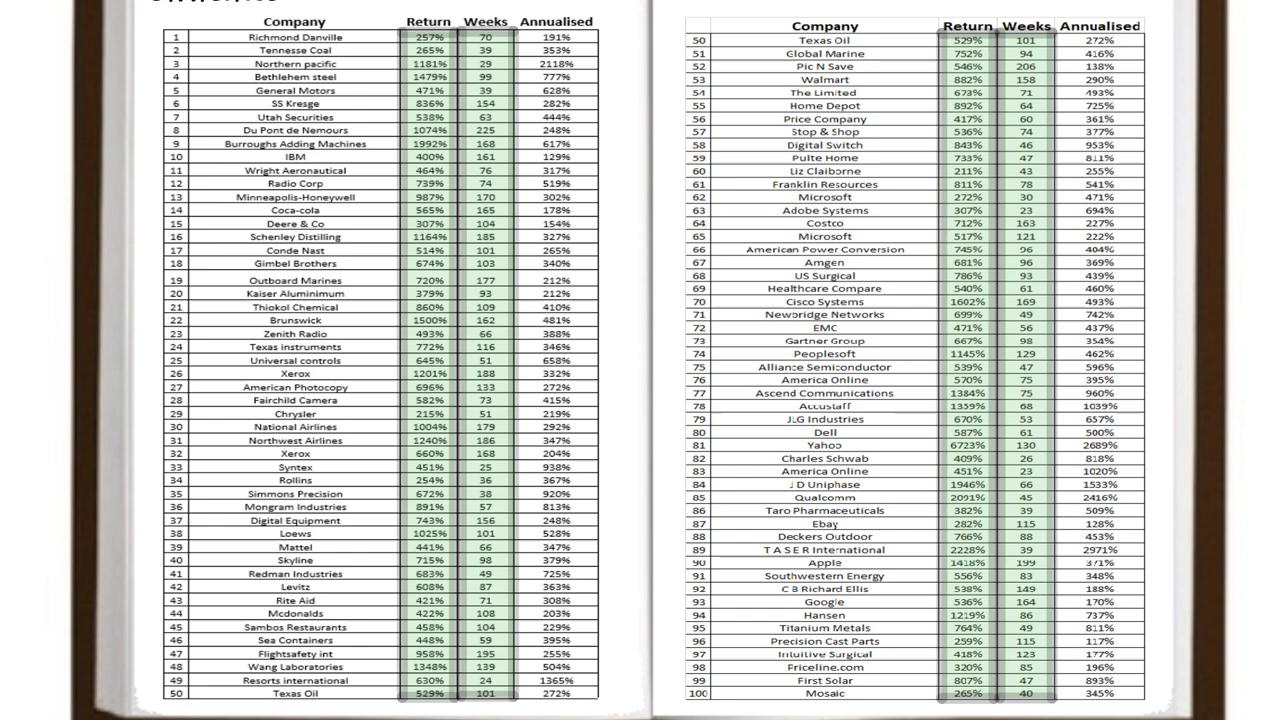 Company Return Weeks Annualised
1 Richmond Danville 257% 70 191%
2 Tennesse Coal 265% 39 353%
3 Northern pacific 1181% 29 2118%
4 Bethlehem steel 1479% 99 777%
5 General Motors 471% 39 628%
6 SS Kresge 836% 154 282%
7 Utah Securities 538% 63 444%
8 Du Pont de Nemours 1074% 225 248%
9 Burroughs Adding Machines 1992% 168 617%
10 IBM 400% 161 129%
11 Wright Aeronautical 464% 76 317%
12 Radio Corp 739% 74 519%
13 Minneapolis-Honeywell 987% 170 302%
14 Coca-cola 565% 165 178%
15 Deere & Co 307% 104 154%
16 Schenley Distilling 1164% 185 327%
17 Conde Nast 514% 101 265%
18 Gimbel Brothers 674% 103 340%
19 Outboard Marines 720% 177 212%
20 Kaiser Aluminimum 379% 93 212%
21 Thiokol Chemical 860% 109 410%
22 Brunswick 1500% 162 481%
23 Zenith Radio 493% 66 388%
24 Texas instruments 772% 116 346%
25 Universal controls 645% 51 658%
26 Xerox 1201% 188 332%
27 American Photocopy 696% 133 272%
28 Fairchild Camera 582% 73 415%
29 Chrysler 215% 51 219%
30 National Airlines 1004% 179 292%
31 Northwest Airlines 1240% 186 347%
32 Xerox 660% 168 204%
33 Syntex 451% 25 938%
34 Rollins 254% 36 367%
35 Simmons Precision 672% 38 920%
36 Mongram Industries 891% 57 813%
37 Digital Equipment 743% 156 248%
38 Loews 1025% 101 528%
39 Mattel 441% 66 347%
40 Skyline 715% 98 379%
41 Redman Industries 683% 49 725%
42 Levitz 608% 87 363%
43 Rite Aid 421% 71 308%
44 Mcdonalds 422% 108 203%
45 Sambos Restaurants 458% 104 229%
46 Sea Containers 448% 59 395%
47 Flightsafety int 958% 195 255%
48 Wang Laboratories 1348% 139 504%
49 Resorts international 630% 24 1365%
50 Texas Oil 529% 101 272%
Company Return Weeks Annualised
50 Texas Oil 529% 101 272%
51 Global Marine 752% 94 416%
52 Pic N Save 546% 206 138%
53 Walmart 882% 158 290%
54 The Limited 673% 71 493%
55 Home Depot 892% 64 725%
56 Price Company 417% 60 361%
57 Stop & Shop 536% 74 377%
58 Digital Switch 843% 46 953%
59 Pulte Home 733% 47 811%
60 Liz Claiborne 211% 43 255%
61 Franklin Resources 811% 78 541%
62 Microsoft 272% 30 471%
63 Adobe Systems 307% 23 694%
64 Costco 712% 163 227%
65 Microsoft 517% 121 222%
66 American Power Conversion 745% 96 404%
67 Amgen 681% 96 369%
68 US Surgical 786% 93 439%
69 Healthcare Compare 540% 61 460%
70 Cisco Systems 1602% 169 493%
71 Newbridge Networks 699% 49 742%
72 EMC 471% 56 437%
73 Gartner Group 667% 98 354%
74 Peoplesoft 1145% 129 462%
75 Alliance Semiconductor 539% 47 596%
76 America Online 570% 75 395%
77 Ascend Communications 1384% 75 960%
78 Accustaff 1359% 68 1039%
79 JLG Industries 670% 53 657%
80 Dell 587% 61 500%
81 Yahoo 6723% 130 2689%
82 Charles Schwab 409% 26 818%
83 America Online 451% 23 1020%
84 J D Uniphase 1946% 66 1533%
85 Qualcomm 2091% 45 2416%
86 Taro Pharmaceuticals 382% 39 509%
87 Ebay 282% 115 128%
88 Deckers Outdoor 766% 88 453%
89 T A S E R International 2228% 39 2971%
90 Apple 1418% 199 371%
91 Southwestern Energy 556% 83 348%
92 C B Richard Ellis 538% 149 188%
93 Google 536% 164 170%
94 Hansen 1219% 86 737%
95 Titanium Metals 764% 49 811%
96 Precision Cast Parts 259% 115 117%
97 Intuitive Surgical 418% 123 177%
98 Priceline.com 320% 85 196%
99 First Solar 807% 47 893%
100 Mosaic 265% 40 345%